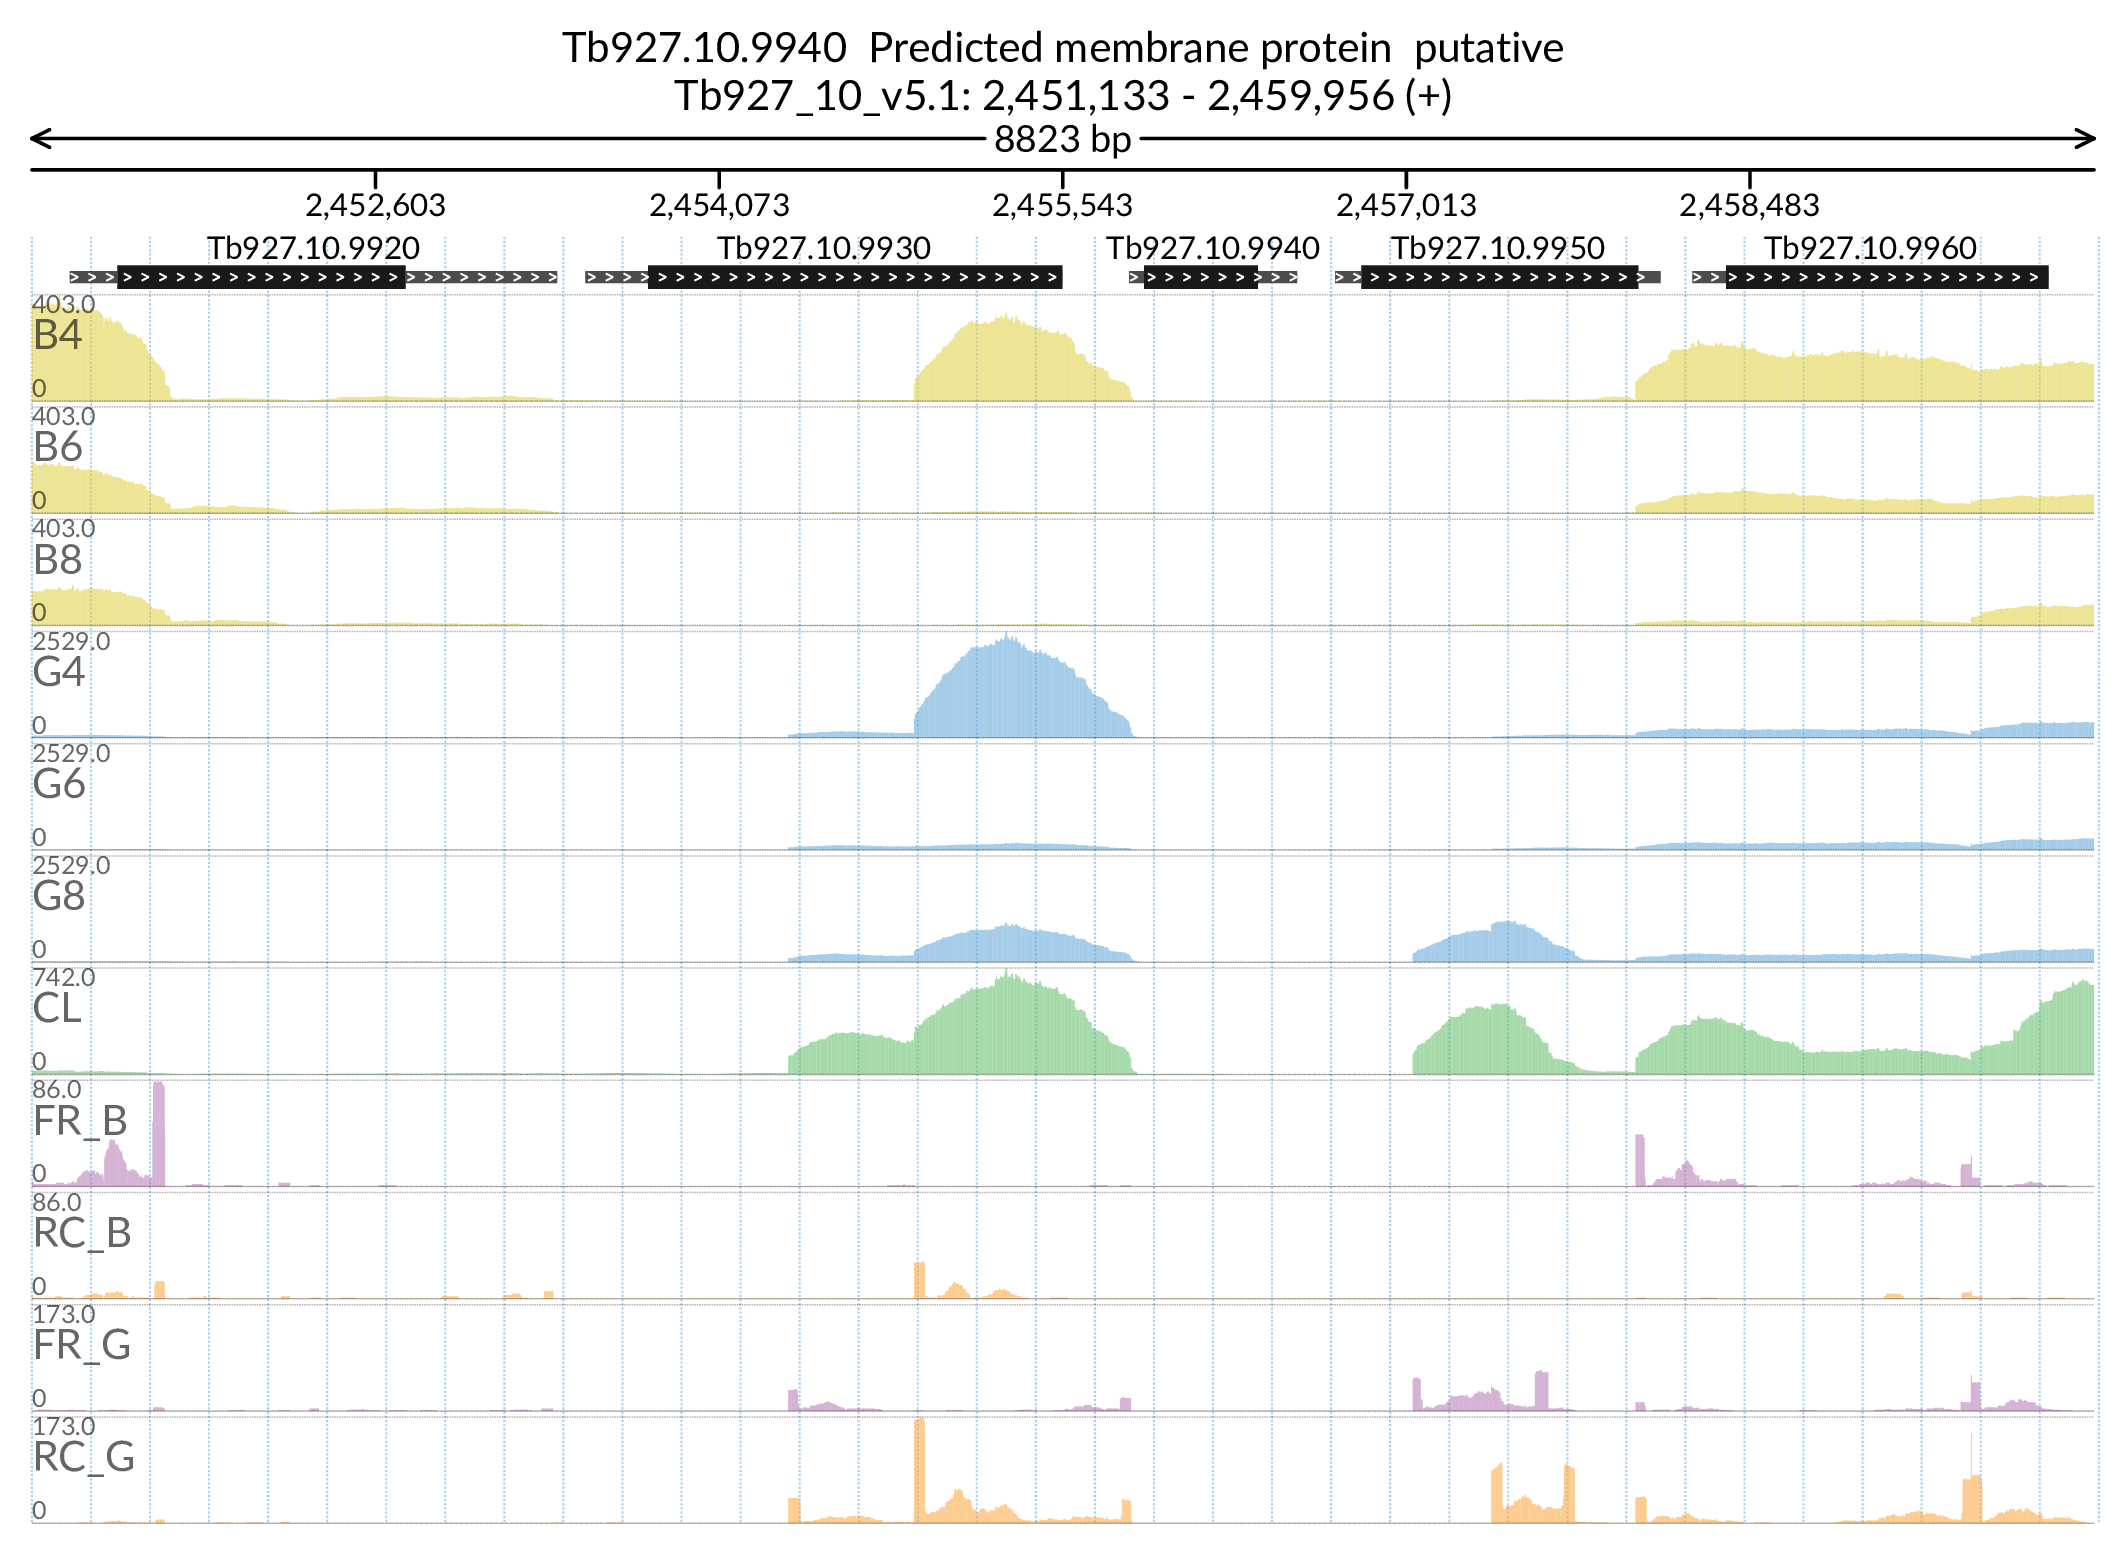 Tb927.10.9940  Predicted membrane protein  putative
Tb927_10_v5.1: 2,451,133 - 2,459,956 (+)
8823 bp
2,452,603 2,454,073 2,455,543 2,457,013 2,458,483
Tb927.10.9920 Tb927.10.9930 Tb927.10.9940 Tb927.10.9950 Tb927.10.9960
403.0
B4
0
403.0
B6
0
403.0
B8
0
2529.0
G4
0
2529.0
G6
0
2529.0
G8
0
742.0
CL
0
86.0
FR_B
0
86.0
RC_B
0
173.0
FR_G
0
173.0
RC_G
0